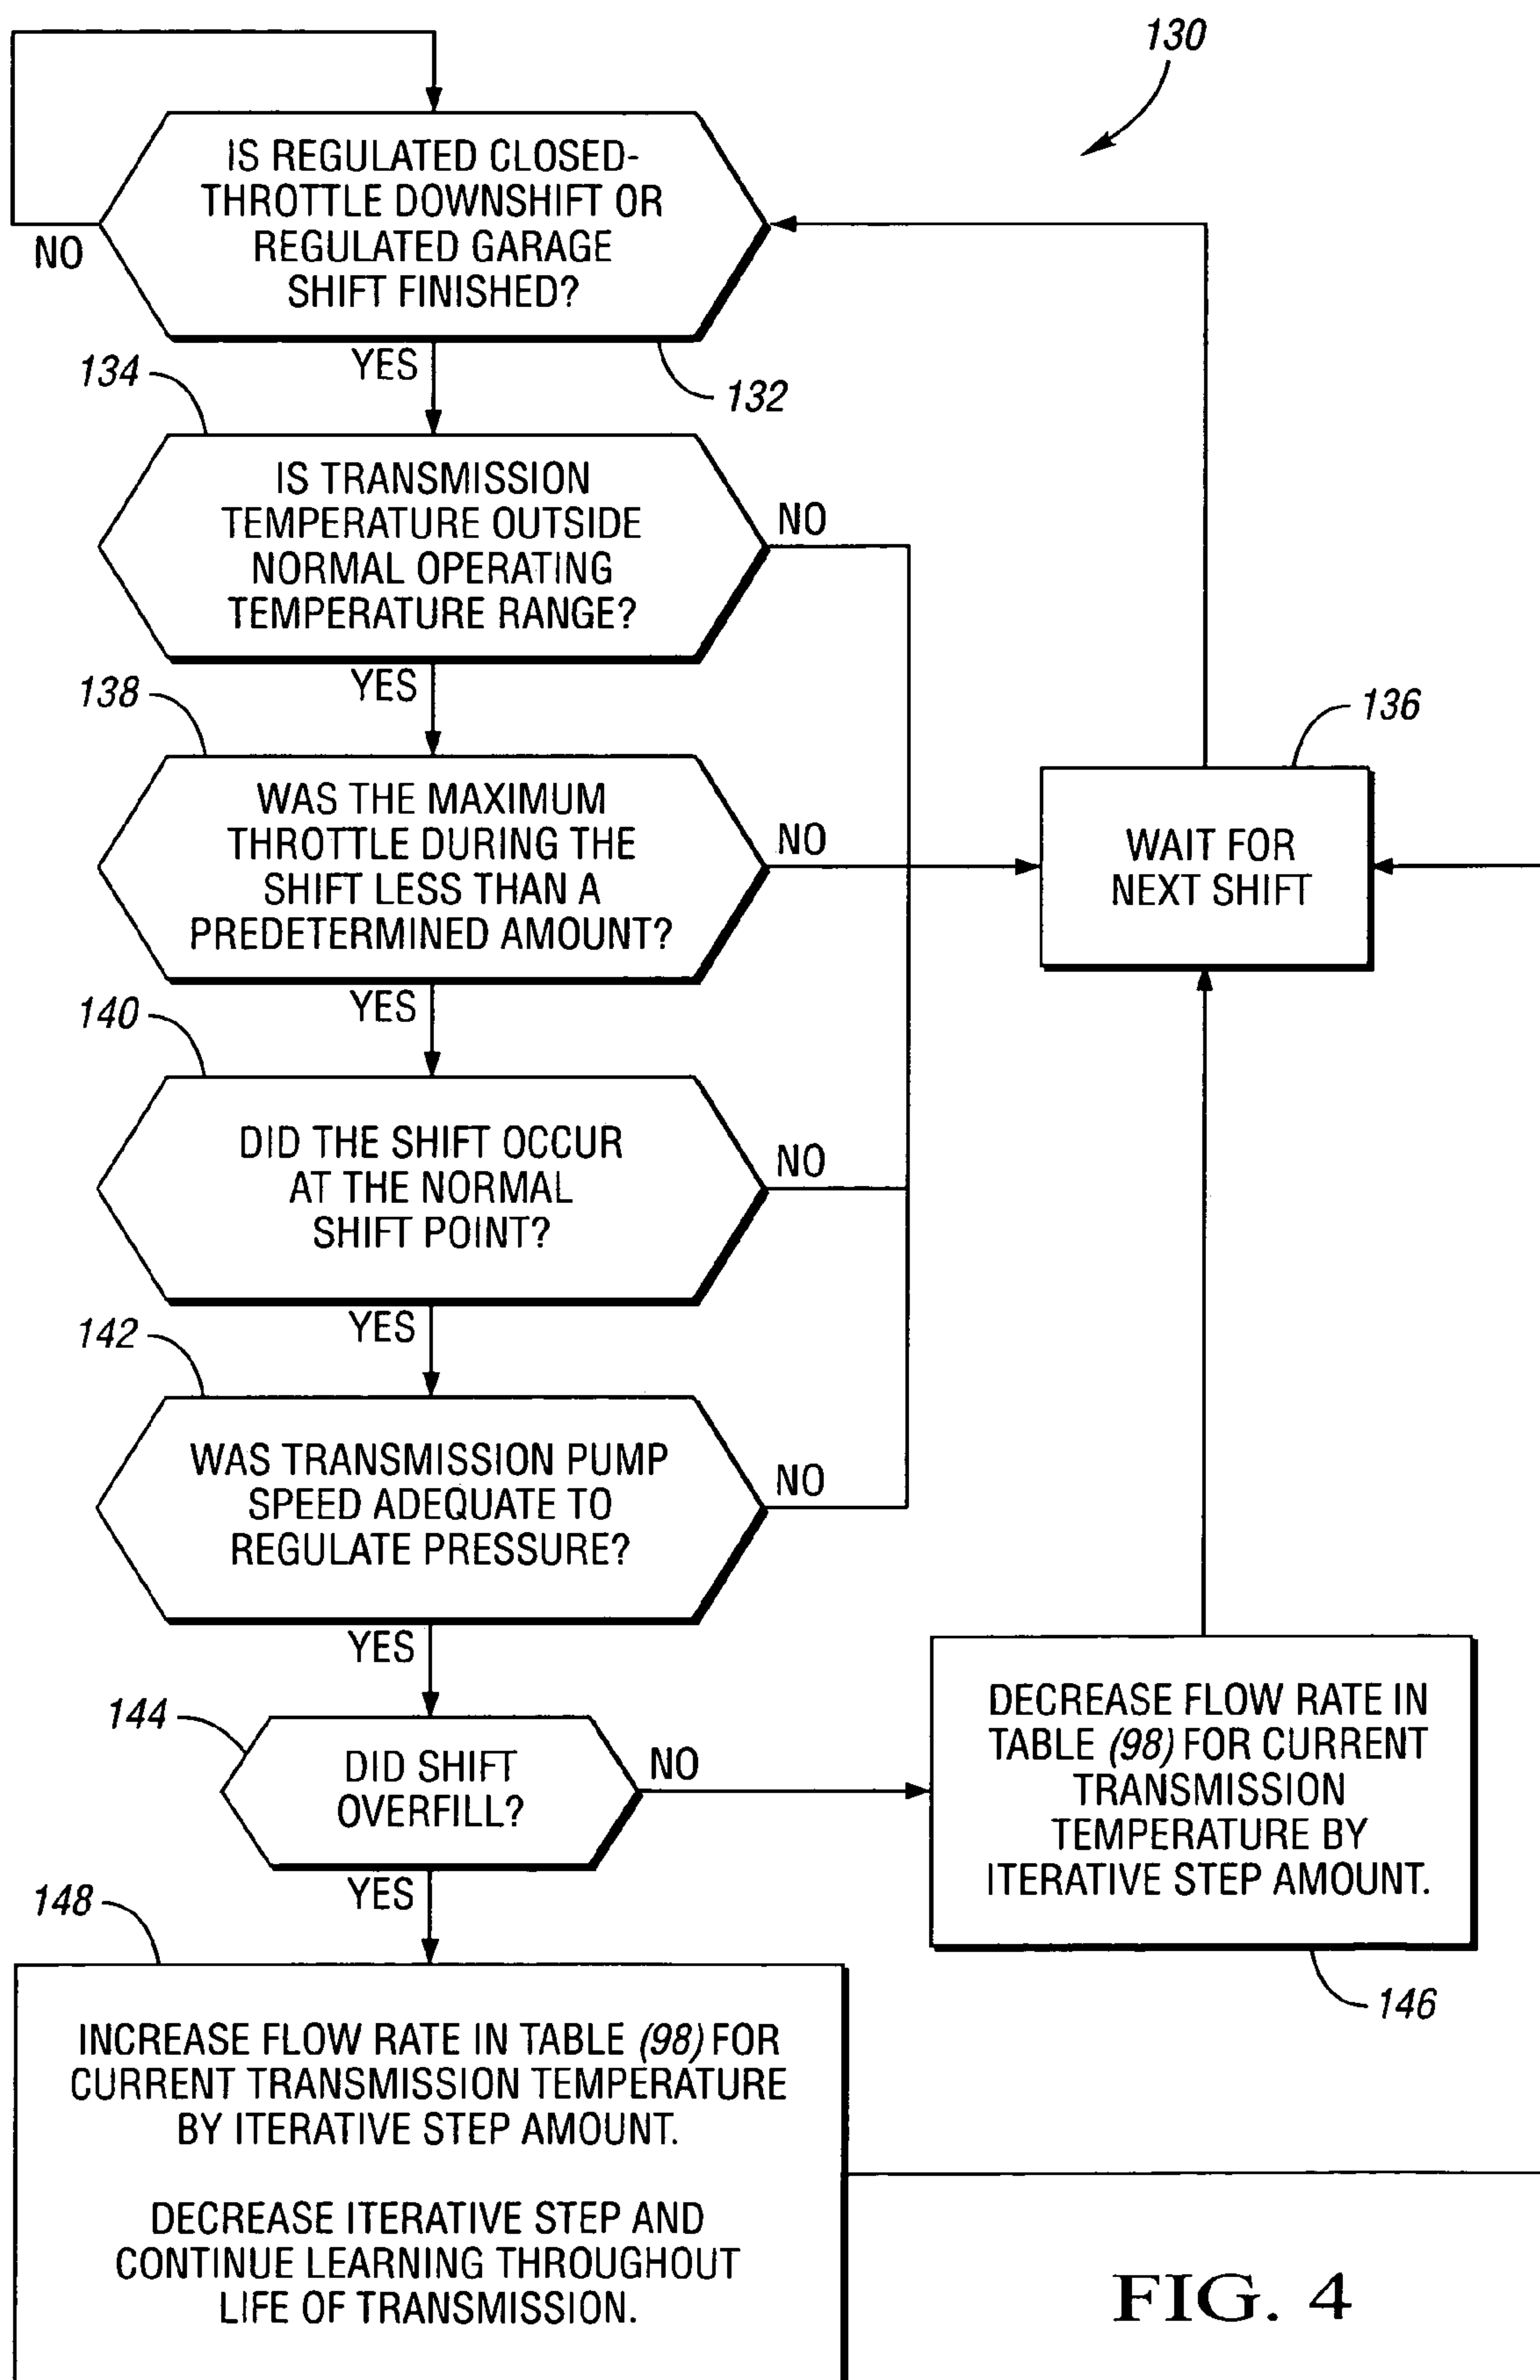 130
IS REGULATED CLOSED-
THROTTLE DOWNSHIFT OR
REGULATED GARAGE
SHIFT FINISHED?
NO
YES
132
134
IS TRANSMISSION
TEMPERATURE OUTSIDE
NORMAL OPERATING
TEMPERATURE RANGE?
NO
YES
136
WAIT FOR
NEXT SHIFT
138
WAS THE MAXIMUM
THROTTLE DURING THE
SHIFT LESS THAN A
PREDETERMINED AMOUNT?
NO
YES
140
DID THE SHIFT OCCUR
AT THE NORMAL
SHIFT POINT?
NO
YES
142
WAS TRANSMISSION PUMP
SPEED ADEQUATE TO
REGULATE PRESSURE?
NO
YES
144
DID SHIFT
OVERFILL?
NO
YES
DECREASE FLOW RATE IN
TABLE (98) FOR CURRENT
TRANSMISSION
TEMPERATURE BY
ITERATIVE STEP AMOUNT.
146
148
INCREASE FLOW RATE IN TABLE (98) FOR
CURRENT TRANSMISSION TEMPERATURE
BY ITERATIVE STEP AMOUNT.
DECREASE ITERATIVE STEP AND
CONTINUE LEARNING THROUGHOUT
LIFE OF TRANSMISSION.
FIG. 4